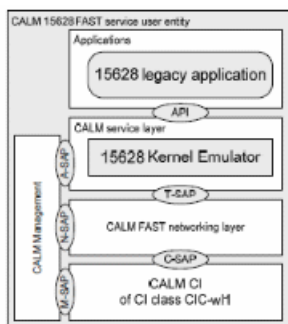 CALM 15628 FAST service user entity
Applications
15628 legacy application
API
CALM service layer
15628 Kernel Emulator
A-SAP
T-SAP
CALM Management
N-SAP
CALM FAST networking layer
C-SAP
M-SAP
CALM CI
of CI class CIC-wH